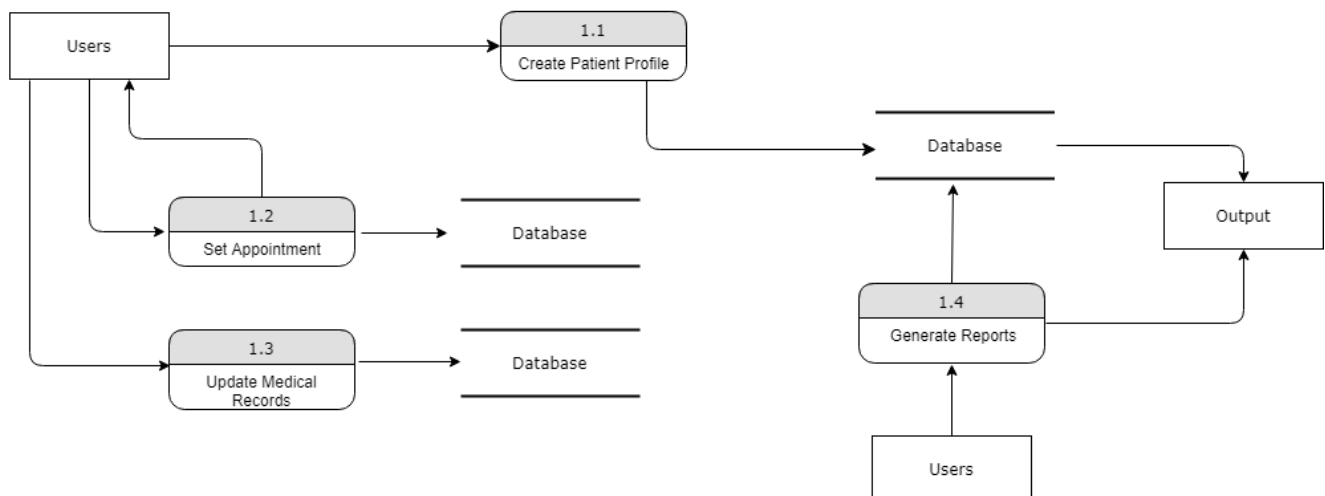 Users
1.1
Create Patient Profile
Database
1.2
Set Appointment
Database
Output
1.4
Generate Reports
1.3
Update Medical
Records
Database
Users